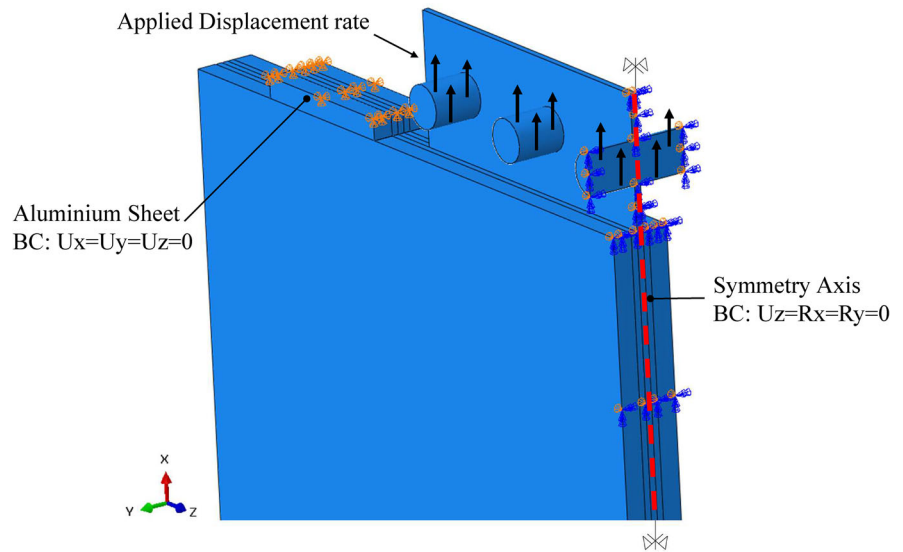 Applied Displacement rate
Aluminium Sheet
BC: Ux=Uy=Uz=0
Symmetry Axis
BC: Uz=Rx=Ry=0
X
Y
Z